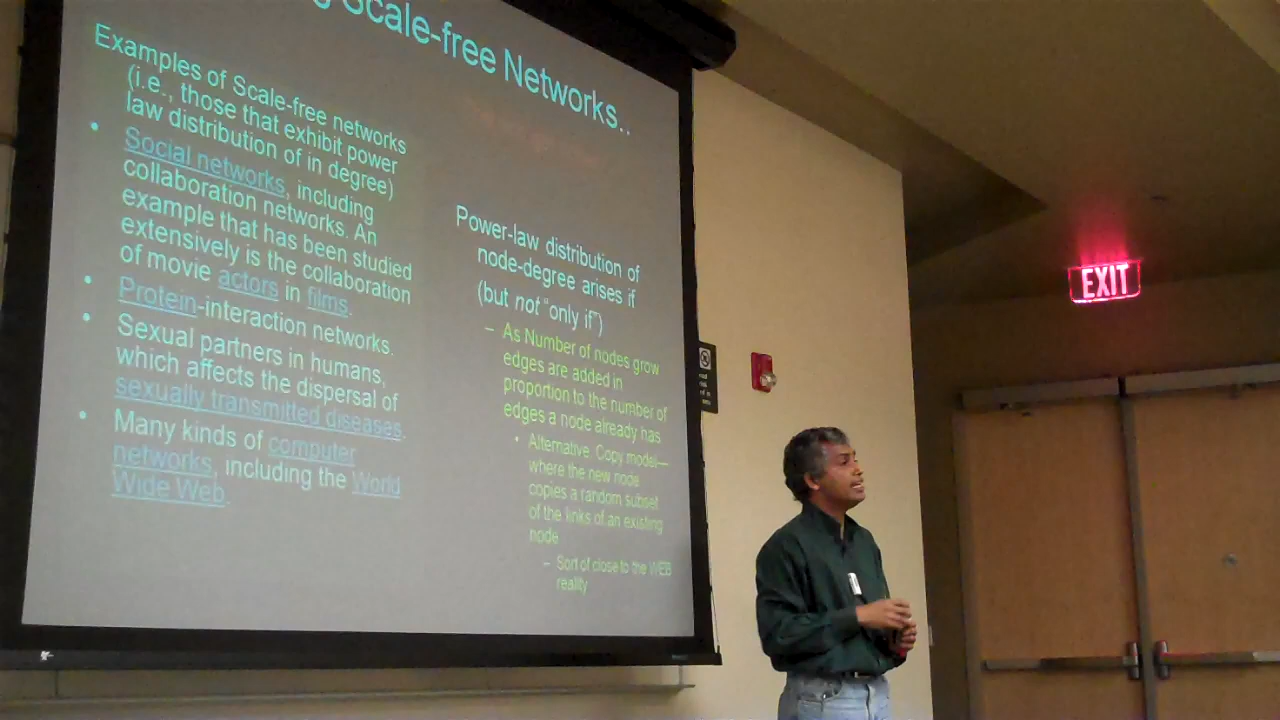 Scale-free Networks..
Examples of Scale-free networks
(i.e., those that exhibit power
law distribution of in degree)
• Social networks, including
collaboration networks. An
example that has been studied
extensively is the collaboration
of movie actors in films.
• Protein-interaction networks.
• Sexual partners in humans,
which affects the dispersal of
sexually transmitted diseases.
• Many kinds of computer
networks, including the World
Wide Web.
Power-law distribution of
node-degree arises if
(but not “only if”)
– As Number of nodes grow
edges are added in
proportion to the number of
edges a node already has
• Alternative: Copy model—
where the new node
copies a random subset
of the links of an existing
node
– Sort of close to the WEB
reality
EXIT